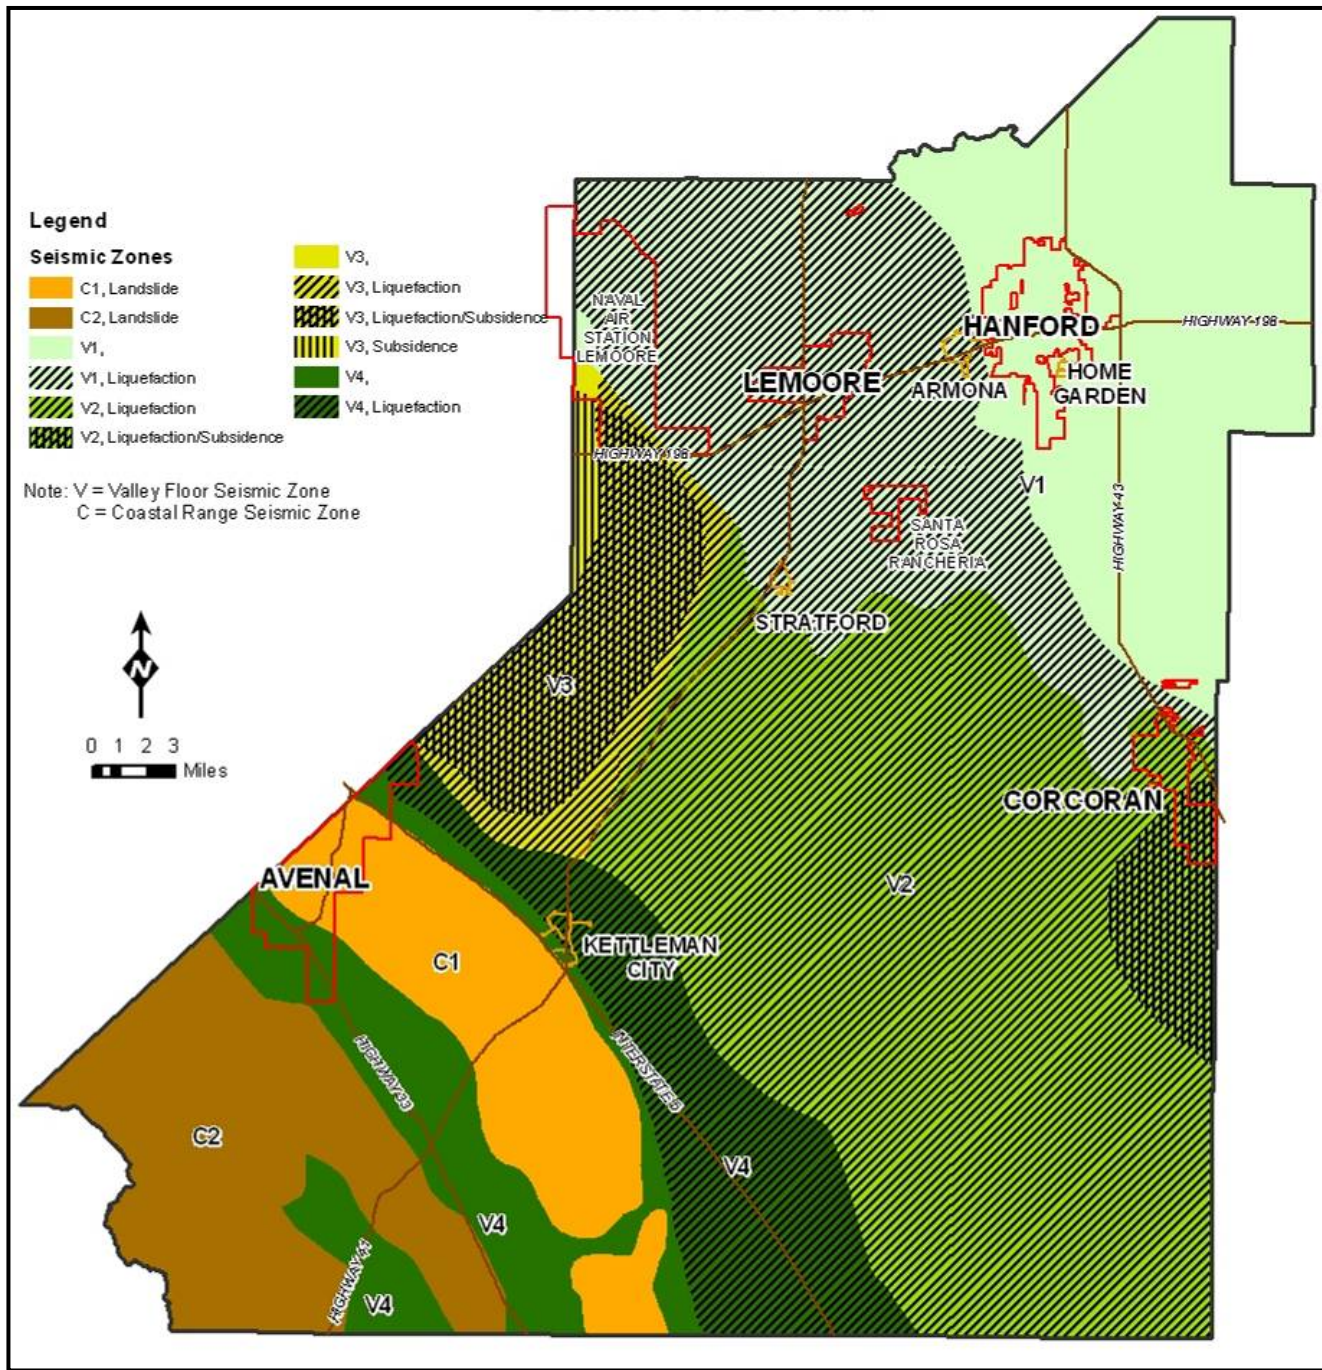 Legend
Seismic Zones
C1, Landslide
C2, Landslide
V1,
V1, Liquefaction
V2, Liquefaction
V2, Liquefaction/Subsidence
V3,
V3, Liquefaction
V3, Liquefaction/Subsidence
V3, Subsidence
V4,
V4, Liquefaction
Note: V = Valley Floor Seismic Zone
C = Coastal Range Seismic Zone
N
0 1 2 3
Miles
NAVAL
AIR
STATION
LEMOORE
HANFORD
HIGHWAY 198
LEMOORE
ARMONA
HOME
GARDEN
HIGHWAY 198
V1
HIGHWAY 43
SANTA
ROSA
RANCHERIA
STRATFORD
V3
CORCORAN
AVENAL
V2
C1
KETTLEMAN
CITY
HIGHWAY 33
INTERSTATE 5
C2
V4
V4
HIGHWAY 41
V4